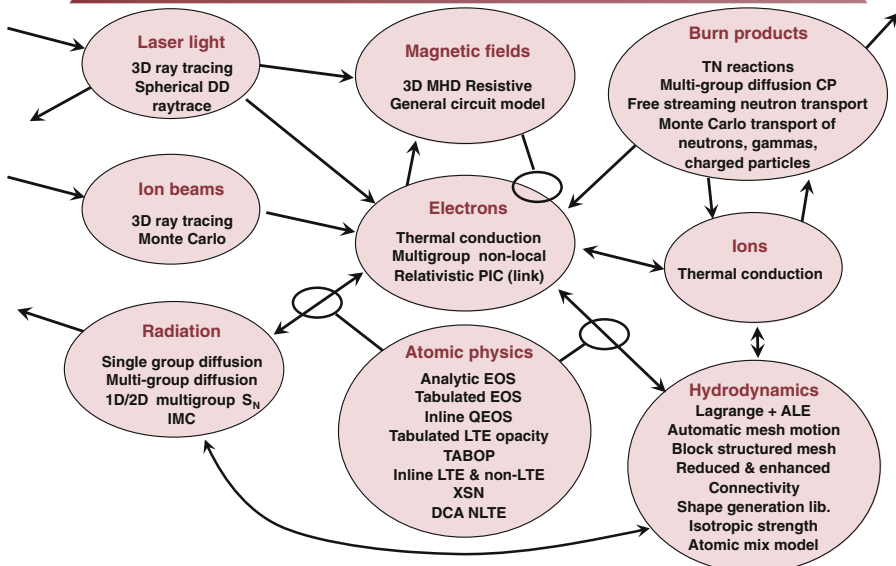 Laser light
3D ray tracing
Spherical DD
raytrace
Magnetic fields
3D MHD Resistive
General circuit model
Burn products
TN reactions
Multi-group diffusion CP
Free streaming neutron transport
Monte Carlo transport of
neutrons, gammas,
charged particles
Ion beams
3D ray tracing
Monte Carlo
Electrons
Thermal conduction
Multigroup non-local
Relativistic PIC (link)
Ions
Thermal conduction
Radiation
Single group diffusion
Multi-group diffusion
1D/2D multigroup SN
IMC
Atomic physics
Analytic EOS
Tabulated EOS
Inline QEOS
Tabulated LTE opacity
TABOP
Inline LTE & non-LTE
XSN
DCA NLTE
Hydrodynamics
Lagrange + ALE
Automatic mesh motion
Block structured mesh
Reduced & enhanced
Connectivity
Shape generation lib.
Isotropic strength
Atomic mix model